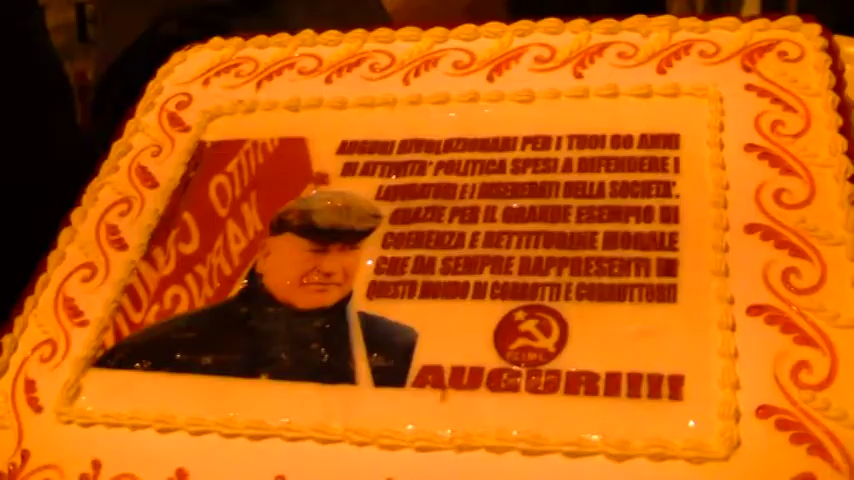 AUGURI RIVOLUZIONARI PER I TUOI 60 ANNI
DI ATTIVITA' POLITICA SPESI A DIFENDERE I
LAVORATORI E I DISEREDATI DELLA SOCIETA'.
GRAZIE PER IL GRANDE ESEMPIO DI
COERENZA E RETTITUDINE MORALE
CHE DA SEMPRE RAPPRESENTI IN
QUESTO MONDO DI CORROTTI E CORRUTTORI!
AUGURI!!!!